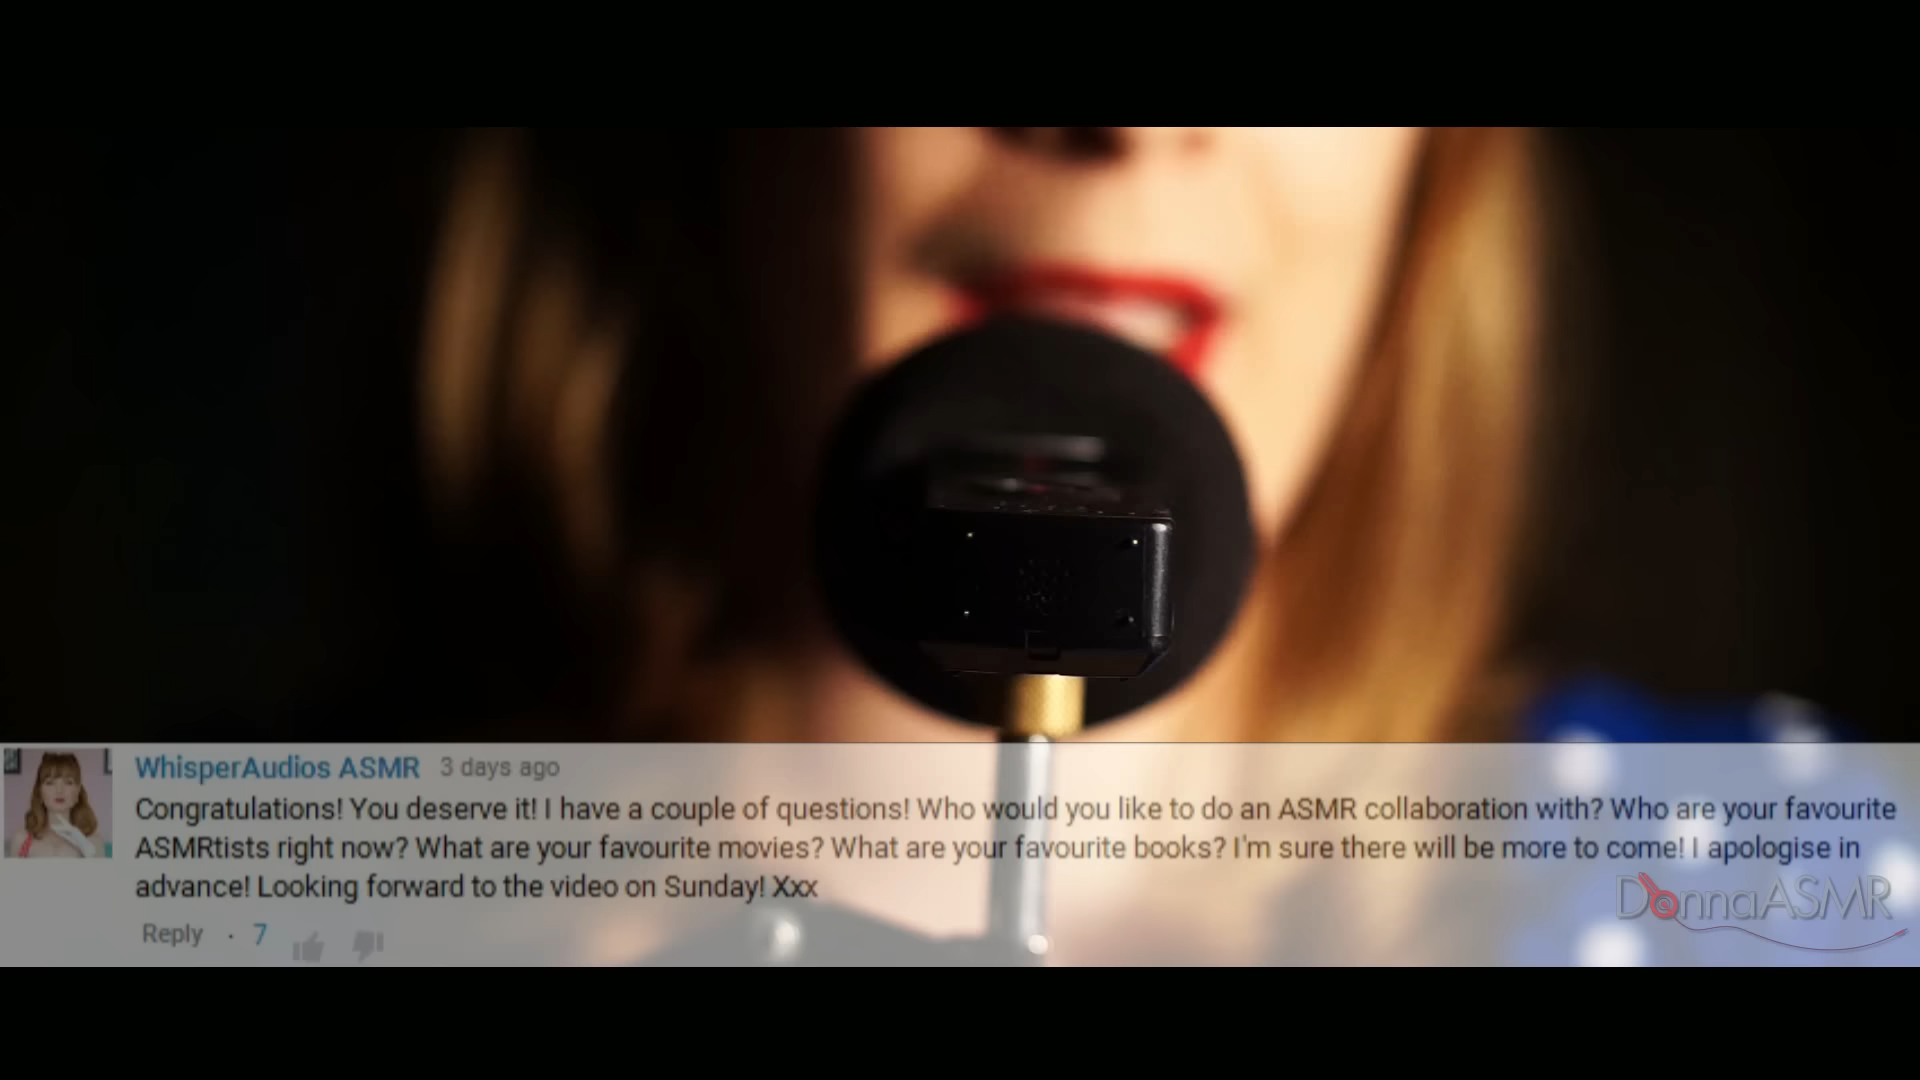 WhisperAudios ASMR 3 days ago
Congratulations! You deserve it! I have a couple of questions! Who would you like to do an ASMR collaboration with? Who are your favourite
ASMRtists right now? What are your favourite movies? What are your favourite books? I'm sure there will be more to come! I apologise in
advance! Looking forward to the video on Sunday! Xxx
DonnaASMR
Reply · 7